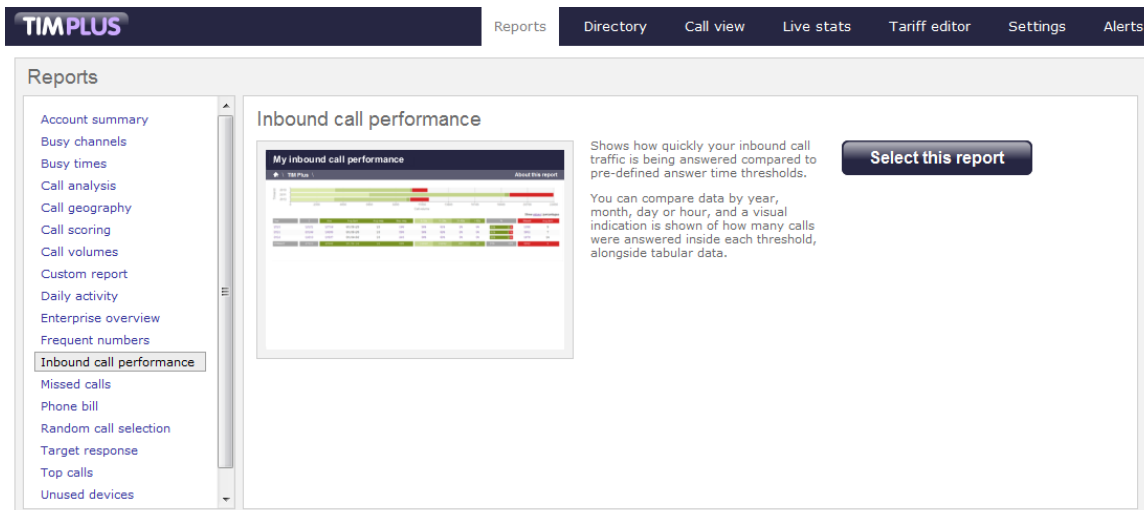 TIMPLUS
Reports
Directory
Call view
Live stats
Tariff editor
Settings
Alerts
Reports
Account summary
Busy channels
Busy times
Call analysis
Call geography
Call scoring
Call volumes
Custom report
Daily activity
Enterprise overview
Frequent numbers
Inbound call performance
Missed calls
Phone bill
Random call selection
Target response
Top calls
Unused devices
Inbound call performance
My inbound call performance
TIM Plus
About this report
Shows how quickly your inbound call
traffic is being answered compared to
pre-defined answer time thresholds.
You can compare data by year,
month, day or hour, and a visual
indication is shown of how many calls
were answered inside each threshold,
alongside tabular data.
Select this report